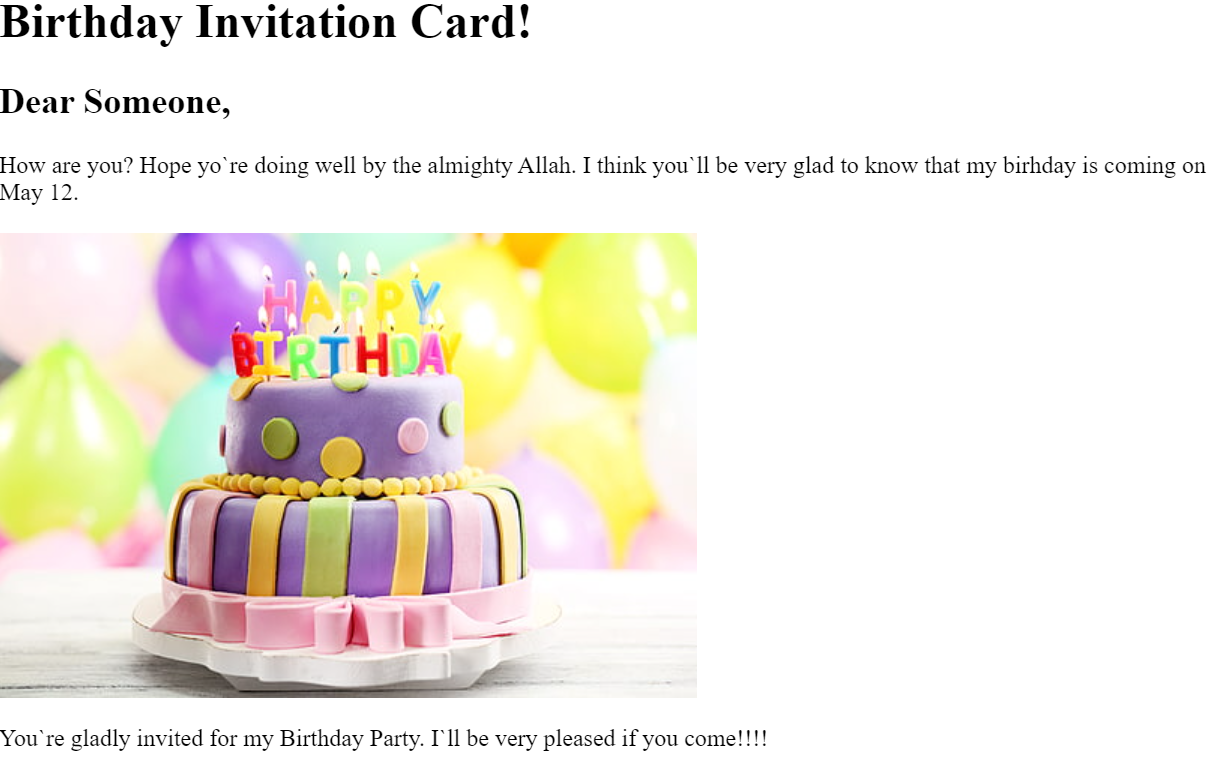 Birthday Invitation Card!
Dear Someone,
How are you? Hope yo`re doing well by the almighty Allah. I think you`ll be very glad to know that my birhday is coming on
May 12.
HAPPY
BIRTHDAY
You`re gladly invited for my Birthday Party. I`ll be very pleased if you come!!!!